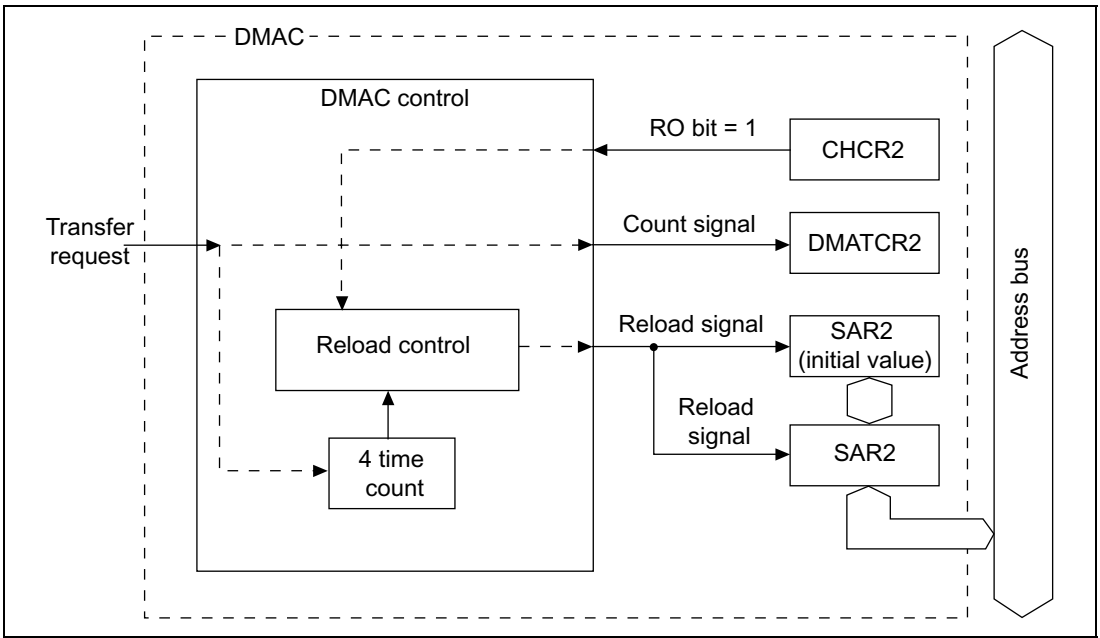 DMAC
DMAC control
RO bit = 1
CHCR2
Transfer
request
Count signal
DMATCR2
Reload signal
SAR2
(initial value)
Reload control
Reload
signal
SAR2
4 time
count
Address bus